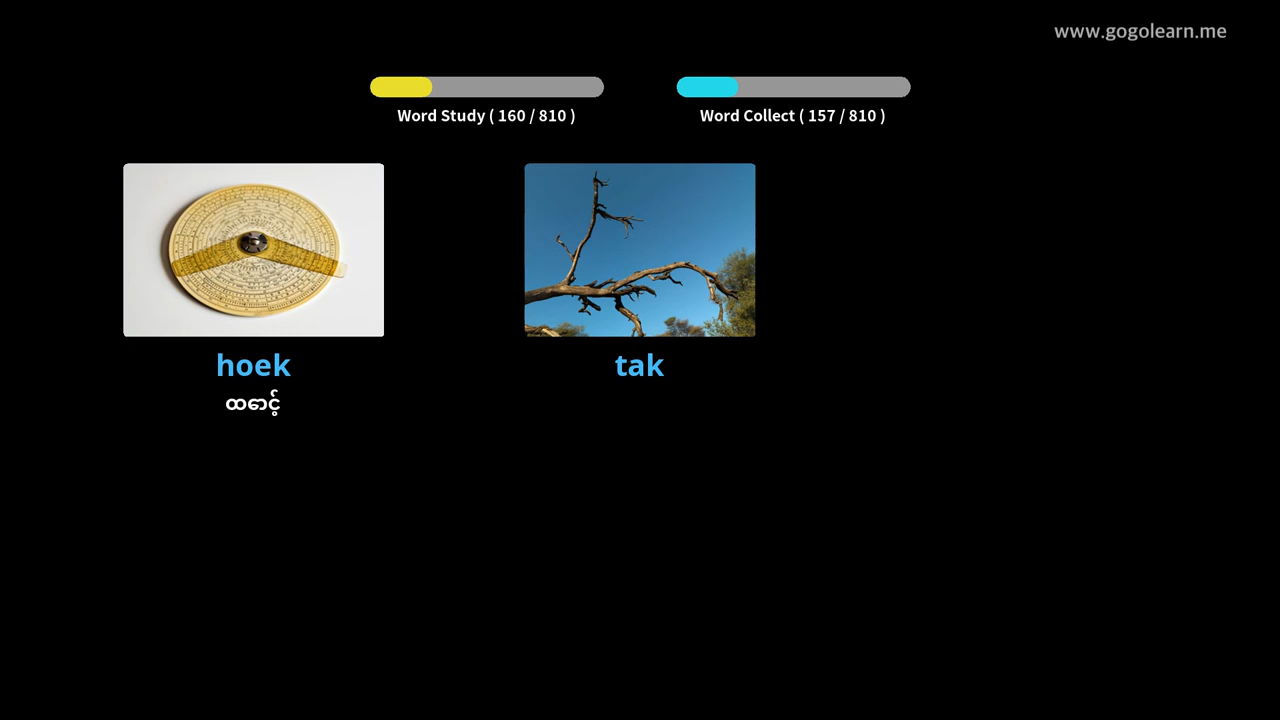 www.gogolearn.me
Word Study ( 160 / 810 )
Word Collect ( 157 / 810 )
hoek
tak
ထောင့်